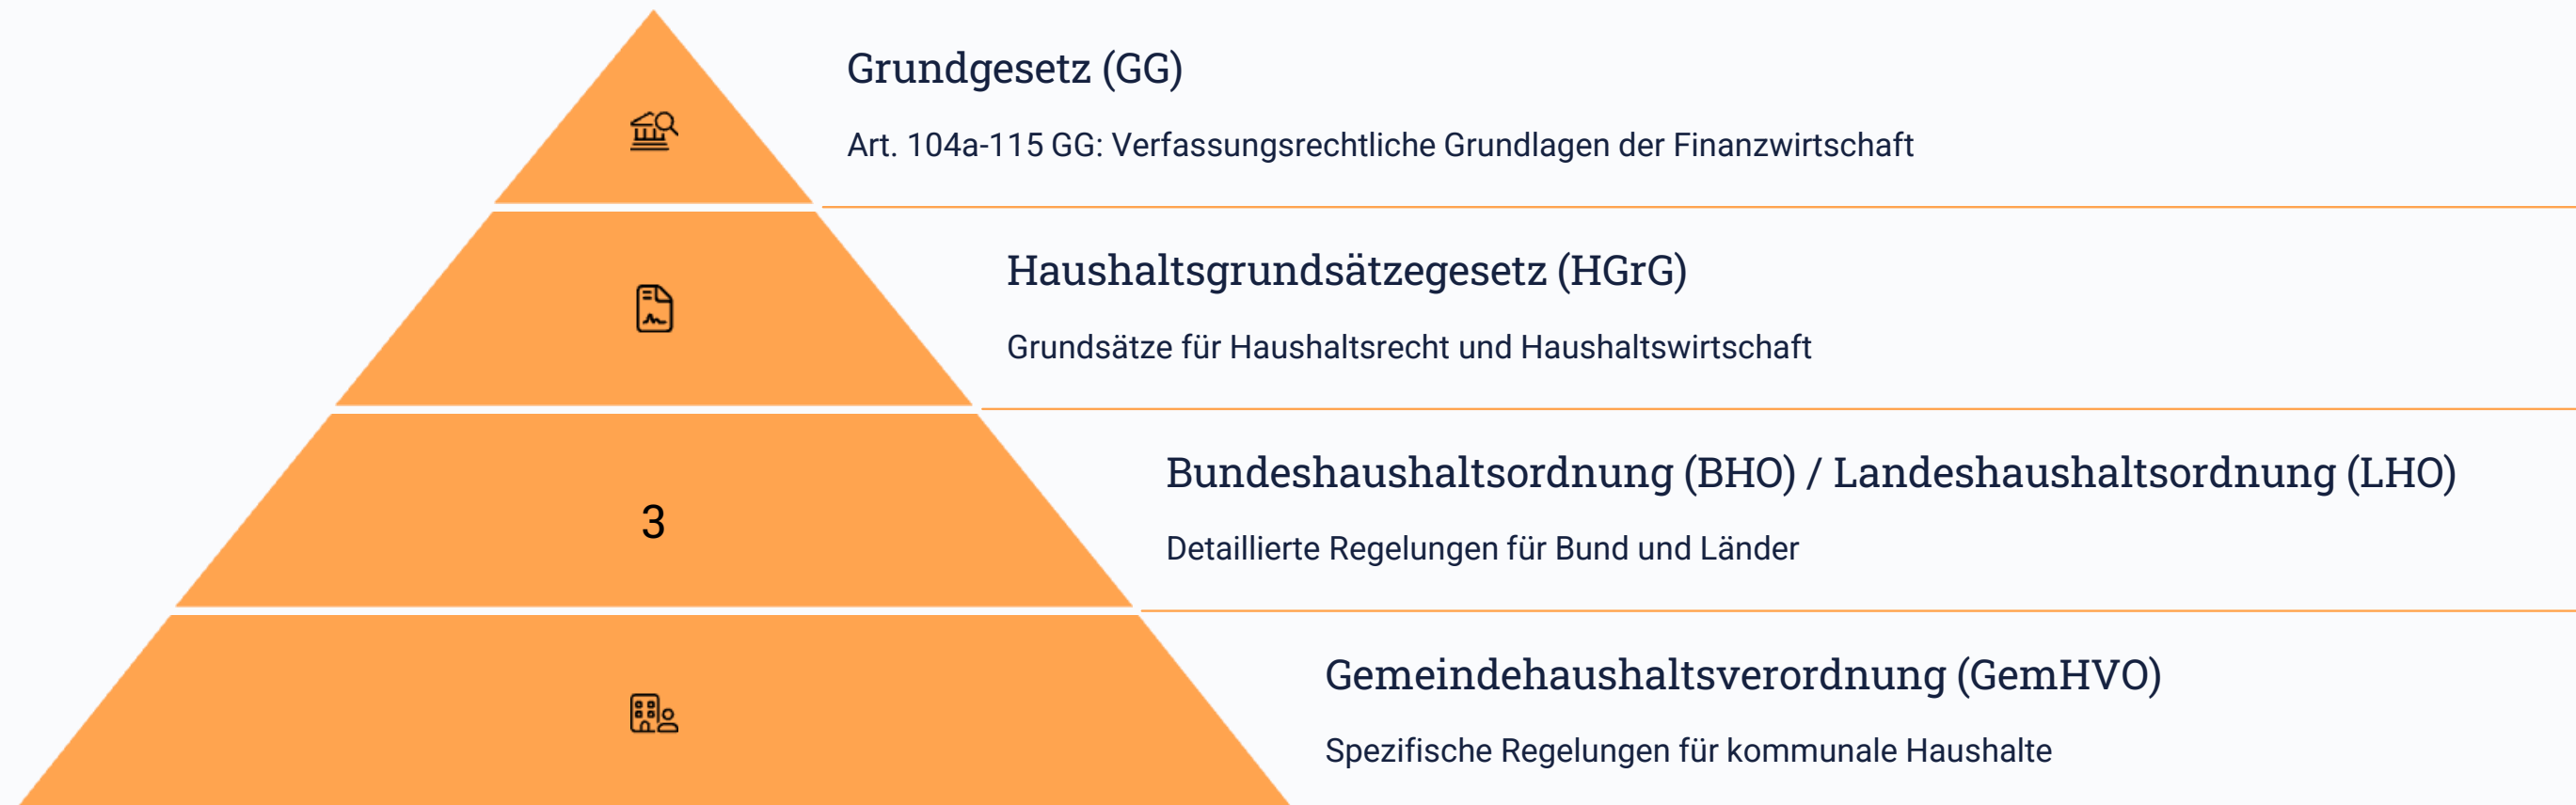 Grundgesetz (GG)
Art. 104a-115 GG: Verfassungsrechtliche Grundlagen der Finanzwirtschaft
Haushaltsgrundsätzegesetz (HGrG)
Grundsätze für Haushaltsrecht und Haushaltswirtschaft
3
Bundeshaushaltsordnung (BHO) / Landeshaushaltsordnung (LHO)
Detaillierte Regelungen für Bund und Länder
Gemeindehaushaltsverordnung (GemHVO)
Spezifische Regelungen für kommunale Haushalte